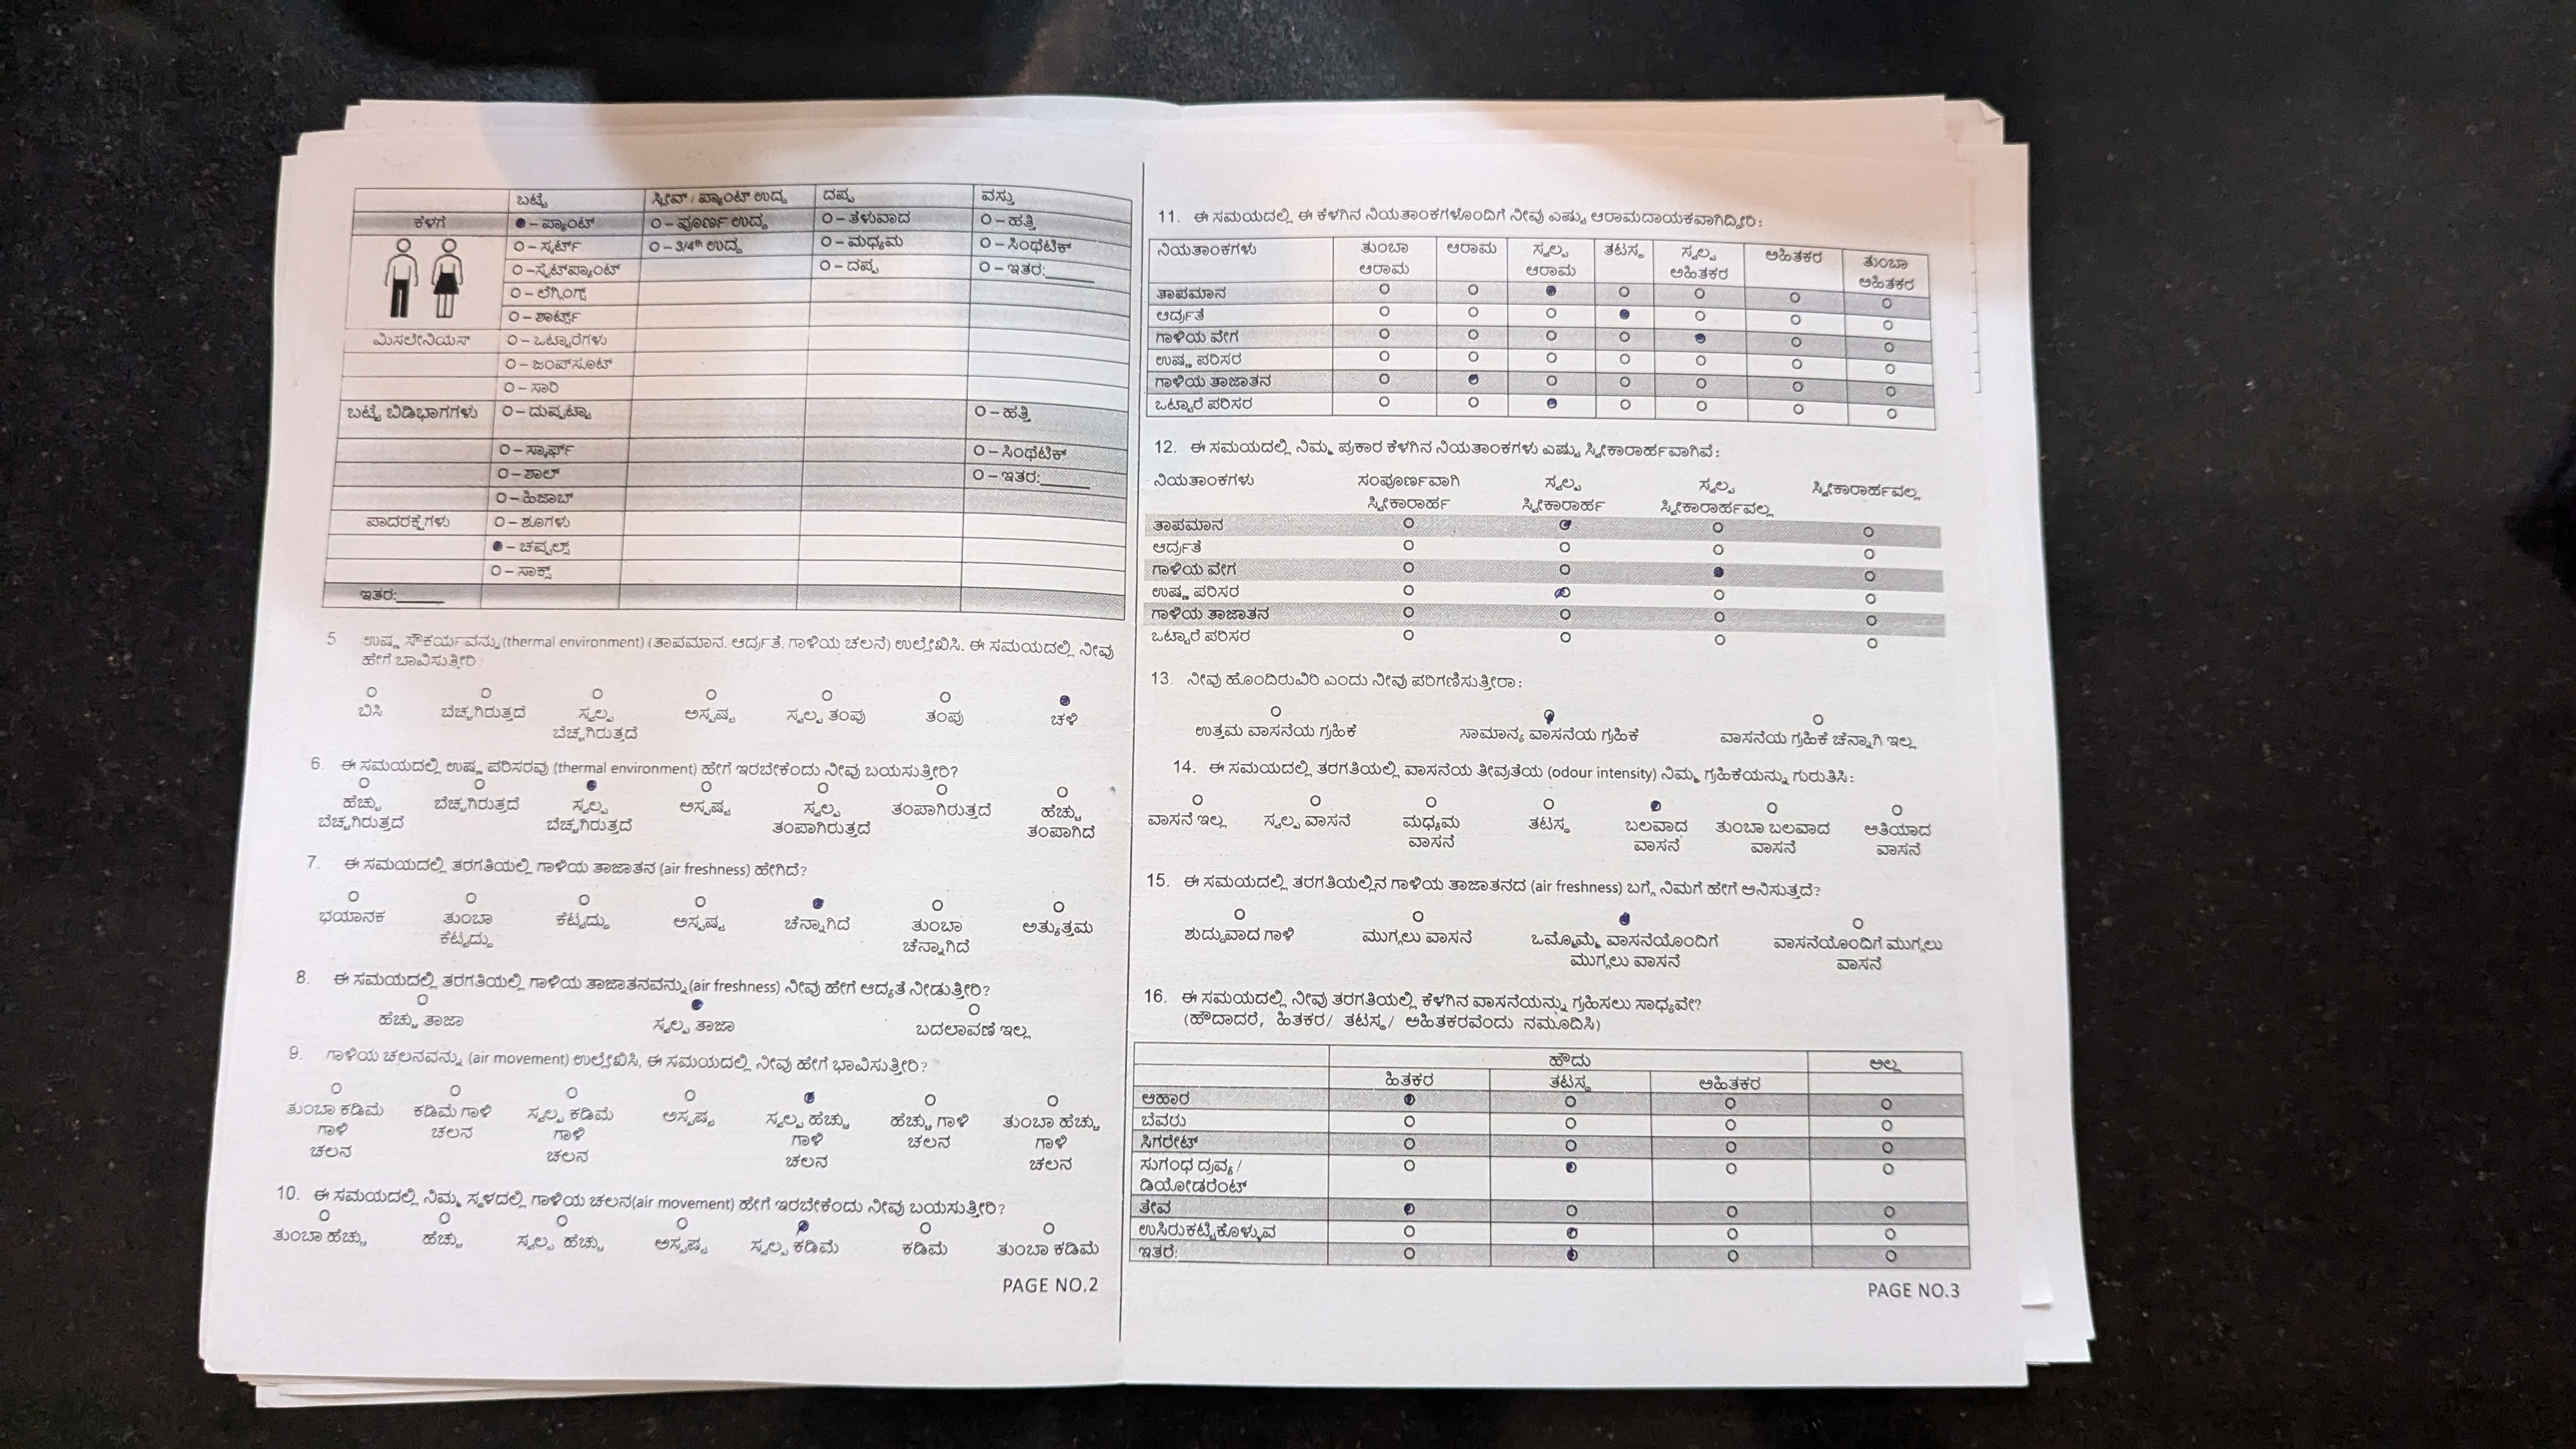 ಬಟ್ಟೆ ಸ್ಲೀವ್ / ಪ್ಯಾಂಟ್ ಉದ್ದ ದಪ್ಪ ವಸ್ತು
ಕೆಳಗೆ ●–ಪ್ಯಾಂಟ್ O–ಪೂರ್ಣ ಉದ್ದ O–ತೆಳುವಾದ O–ಹತ್ತಿ
O–ಸ್ಕರ್ಟ್ O–3/4th ಉದ್ದ O–ಮಧ್ಯಮ O–ಸಿಂಥೆಟಿಕ್
O–ಸ್ವೆಟ್‌ಪ್ಯಾಂಟ್ O–ದಪ್ಪ O–ಇತರ:______
O–ಲೆಗ್ಗಿಂಗ್ಸ್
O–ಶಾರ್ಟ್ಸ್
ಮಿಸಲೇನಿಯಸ್ O–ಒಟ್ಟಾರೆಗಳು
O–ಜಂಪ್‌ಸೂಟ್
O–ಸಾರಿ
ಬಟ್ಟೆ ಬಿಡಿಭಾಗಗಳು O–ದುಪ್ಪಟ್ಟಾ O–ಹತ್ತಿ
O–ಸ್ಕಾರ್ಫ್ O–ಸಿಂಥೆಟಿಕ್
O–ಶಾಲ್ O–ಇತರ:______
O–ಹಿಜಾಬ್
ಪಾದರಕ್ಷೆಗಳು O–ಶೂಗಳು
●–ಚಪ್ಪಲ್ಸ್
O–ಸಾಕ್ಸ್
ಇತರ:______
5 ಉಷ್ಣ ಸೌಕರ್ಯವನ್ನು (thermal environment) (ತಾಪಮಾನ, ಆರ್ದ್ರತೆ, ಗಾಳಿಯ ಚಲನೆ) ಉಲ್ಲೇಖಿಸಿ, ಈ ಸಮಯದಲ್ಲಿ ನೀವು
ಹೇಗೆ ಬಾವಿಸುತ್ತೀರಿ
ಬಿಸಿ ಬೆಚ್ಚಗಿರುತ್ತದೆ ಸ್ವಲ್ಪ ಅಸ್ಪಷ್ಟ ಸ್ವಲ್ಪ ತಂಪು ತಂಪು ಚಳಿ
ಬೆಚ್ಚಗಿರುತ್ತದೆ
6. ಈ ಸಮಯದಲ್ಲಿ ಉಷ್ಣ ಪರಿಸರವು (thermal environment) ಹೇಗೆ ಇರಬೇಕೆಂದು ನೀವು ಬಯಸುತ್ತೀರಿ?
ಹೆಚ್ಚು ಬೆಚ್ಚಗಿರುತ್ತದೆ ಸ್ವಲ್ಪ ಅಸ್ಪಷ್ಟ ಸ್ವಲ್ಪ ತಂಪಾಗಿರುತ್ತದೆ ಹೆಚ್ಚು
ಬೆಚ್ಚಗಿರುತ್ತದೆ ಬೆಚ್ಚಗಿರುತ್ತದೆ ತಂಪಾಗಿರುತ್ತದೆ ತಂಪಾಗಿದೆ
7. ಈ ಸಮಯದಲ್ಲಿ ತರಗತಿಯಲ್ಲಿ ಗಾಳಿಯ ತಾಜಾತನ (air freshness) ಹೇಗಿದೆ?
ಭಯಾನಕ ತುಂಬಾ ಕೆಟ್ಟದ್ದು ಅಸ್ಪಷ್ಟ ಚೆನ್ನಾಗಿದೆ ತುಂಬಾ ಅತ್ಯುತ್ತಮ
ಕೆಟ್ಟದ್ದು ಚೆನ್ನಾಗಿದೆ
8. ಈ ಸಮಯದಲ್ಲಿ ತರಗತಿಯಲ್ಲಿ ಗಾಳಿಯ ತಾಜಾತನವನ್ನು (air freshness) ನೀವು ಹೇಗೆ ಆದ್ಯತೆ ನೀಡುತ್ತೀರಿ?
ಹೆಚ್ಚು ತಾಜಾ ಸ್ವಲ್ಪ ತಾಜಾ ಬದಲಾವಣೆ ಇಲ್ಲ
9. ಗಾಳಿಯ ಚಲನವನ್ನು (air movement) ಉಲ್ಲೇಖಿಸಿ, ಈ ಸಮಯದಲ್ಲಿ ನೀವು ಹೇಗೆ ಭಾವಿಸುತ್ತೀರಿ?
ತುಂಬಾ ಕಡಿಮೆ ಕಡಿಮೆ ಗಾಳಿ ಸ್ವಲ್ಪ ಕಡಿಮೆ ಅಸ್ಪಷ್ಟ ಸ್ವಲ್ಪ ಹೆಚ್ಚು ಹೆಚ್ಚು ಗಾಳಿ ತುಂಬಾ ಹೆಚ್ಚು
ಗಾಳಿ ಚಲನ ಗಾಳಿ ಗಾಳಿ ಚಲನ ಗಾಳಿ
ಚಲನ ಚಲನ ಚಲನ ಚಲನ
10. ಈ ಸಮಯದಲ್ಲಿ ನಿಮ್ಮ ಸ್ಥಳದಲ್ಲಿ ಗಾಳಿಯ ಚಲನ(air movement) ಹೇಗೆ ಇರಬೇಕೆಂದು ನೀವು ಬಯಸುತ್ತೀರಿ?
ತುಂಬಾ ಹೆಚ್ಚು ಹೆಚ್ಚು ಸ್ವಲ್ಪ ಹೆಚ್ಚು ಅಸ್ಪಷ್ಟ ಸ್ವಲ್ಪ ಕಡಿಮೆ ಕಡಿಮೆ ತುಂಬಾ ಕಡಿಮೆ
PAGE NO.2
11. ಈ ಸಮಯದಲ್ಲಿ ಈ ಕೆಳಗಿನ ನಿಯತಾಂಕಗಳೊಂದಿಗೆ ನೀವು ಎಷ್ಟು ಆರಾಮದಾಯಕವಾಗಿದ್ದೀರಿ:
ನಿಯತಾಂಕಗಳು ತುಂಬಾ ಆರಾಮ ಸ್ವಲ್ಪ ತಟಸ್ಥ ಸ್ವಲ್ಪ ಅಹಿತಕರ ತುಂಬಾ
ಆರಾಮ ಆರಾಮ ಅಹಿತಕರ ಅಹಿತಕರ
ತಾಪಮಾನ
ಆರ್ದ್ರತೆ
ಗಾಳಿಯ ವೇಗ
ಉಷ್ಣ ಪರಿಸರ
ಗಾಳಿಯ ತಾಜಾತನ
ಒಟ್ಟಾರೆ ಪರಿಸರ
12. ಈ ಸಮಯದಲ್ಲಿ ನಿಮ್ಮ ಪ್ರಕಾರ ಕೆಳಗಿನ ನಿಯತಾಂಕಗಳು ಎಷ್ಟು ಸ್ವೀಕಾರಾರ್ಹವಾಗಿವೆ:
ನಿಯತಾಂಕಗಳು ಸಂಪೂರ್ಣವಾಗಿ ಸ್ವಲ್ಪ ಸ್ವಲ್ಪ ಸ್ವೀಕಾರಾರ್ಹವಲ್ಲ
ಸ್ವೀಕಾರಾರ್ಹ ಸ್ವೀಕಾರಾರ್ಹ ಸ್ವೀಕಾರಾರ್ಹವಲ್ಲ
ತಾಪಮಾನ
ಆರ್ದ್ರತೆ
ಗಾಳಿಯ ವೇಗ
ಉಷ್ಣ ಪರಿಸರ
ಗಾಳಿಯ ತಾಜಾತನ
ಒಟ್ಟಾರೆ ಪರಿಸರ
13. ನೀವು ಹೊಂದಿರುವಿರಿ ಎಂದು ನೀವು ಪರಿಗಣಿಸುತ್ತೀರಾ:
ಉತ್ತಮ ವಾಸನೆಯ ಗ್ರಹಿಕೆ ಸಾಮಾನ್ಯ ವಾಸನೆಯ ಗ್ರಹಿಕೆ ವಾಸನೆಯ ಗ್ರಹಿಕೆ ಚೆನ್ನಾಗಿ ಇಲ್ಲ
14. ಈ ಸಮಯದಲ್ಲಿ ತರಗತಿಯಲ್ಲಿ ವಾಸನೆಯ ತೀವ್ರತೆಯ (odour intensity) ನಿಮ್ಮ ಗ್ರಹಿಕೆಯನ್ನು ಗುರುತಿಸಿ:
ವಾಸನೆ ಇಲ್ಲ ಸ್ವಲ್ಪ ವಾಸನೆ ಮಧ್ಯಮ ತಟಸ್ಥ ಬಲವಾದ ತುಂಬಾ ಬಲವಾದ ಅತಿಯಾದ
ವಾಸನೆ ವಾಸನೆ ವಾಸನೆ ವಾಸನೆ
15. ಈ ಸಮಯದಲ್ಲಿ ತರಗತಿಯಲ್ಲಿನ ಗಾಳಿಯ ತಾಜಾತನದ (air freshness) ಬಗ್ಗೆ ನಿಮಗೆ ಹೇಗೆ ಅನಿಸುತ್ತದೆ?
ಶುದ್ದುವಾದ ಗಾಳಿ ಮುಗ್ಗಲು ವಾಸನೆ ಒಮ್ಮೊಮ್ಮೆ ವಾಸನೆಯೊಂದಿಗೆ ವಾಸನೆಯೊಂದಿಗೆ ಮುಗ್ಗಲು
ಮುಗ್ಗಲು ವಾಸನೆ ವಾಸನೆ
16. ಈ ಸಮಯದಲ್ಲಿ ನೀವು ತರಗತಿಯಲ್ಲಿ ಕೆಳಗಿನ ವಾಸನೆಯನ್ನು ಗ್ರಹಿಸಲು ಸಾಧ್ಯವೇ?
(ಹೌದಾದರೆ, ಹಿತಕರ/ ತಟಸ್ಥ/ ಅಹಿತಕರವೆಂದು ನಮೂದಿಸಿ)
ಹೌದು ಅಲ್ಲ
ಹಿತಕರ ತಟಸ್ಥ ಅಹಿತಕರ
ಆಹಾರ
ಬೆವರು
ಸಿಗರೇಟ್
ಸುಗಂಧ ದ್ರವ್ಯ/
ಡಿಯೋಡರೆಂಟ್
ತೇವ
ಉಸಿರುಕಟ್ಟಿಕೊಳ್ಳುವ
ಇತರೆ:
PAGE NO.3